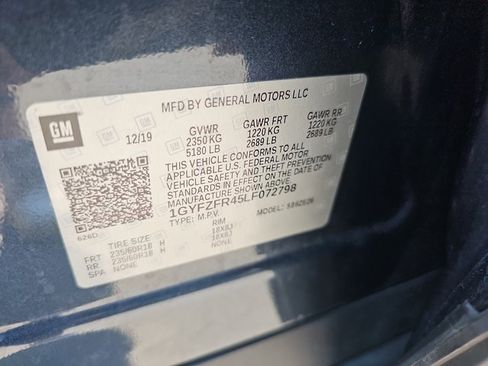 MFD BY GENERAL MOTORS LLC
GM
12/19 GVWR GAWR FRT GAWR RR
2350 KG 1220 KG 1220 KG
5180 LB 2689 LB 2689 LB
THIS VEHICLE CONFORMS TO ALL
APPLICABLE U.S. FEDERAL MOTOR
VEHICLE SAFETY AND THEFT PREVENTION
STANDARDS IN EFFECT ON THE DATE OF
MANUFACTURE SHOWN ABOVE.
1GYFZFR45LF072798
TYPE: M.P.V. MODEL:
626D
TIRE SIZE RIM
FRT 235/60R18 H 18X8J
RR 235/60R18 H 18X8J
SPA NONE NONE